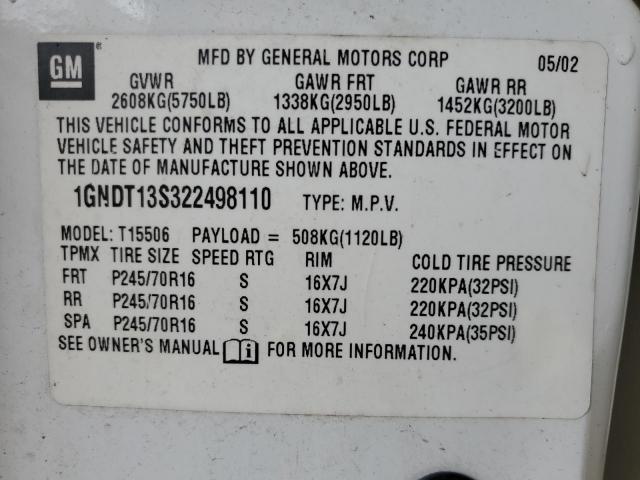 GM® MFD BY GENERAL MOTORS CORP 05/02
GVWR GAWR FRT GAWR RR
2608KG(5750LB) 1338KG(2950LB) 1452KG(3200LB)
THIS VEHICLE CONFORMS TO ALL APPLICABLE U.S. FEDERAL MOTOR
VEHICLE SAFETY AND THEFT PREVENTION STANDARDS IN EFFECT ON
THE DATE OF MANUFACTURE SHOWN ABOVE.
1GNDT13S322498110 TYPE: M.P.V.
MODEL: T15506 PAYLOAD = 508KG(1120LB)
TPMX TIRE SIZE SPEED RTG RIM COLD TIRE PRESSURE
FRT P245/70R16 S 16X7J 220KPA(32PSI)
RR P245/70R16 S 16X7J 220KPA(32PSI)
SPA P245/70R16 S 16X7J 240KPA(35PSI)
SEE OWNER'S MANUAL i FOR MORE INFORMATION.